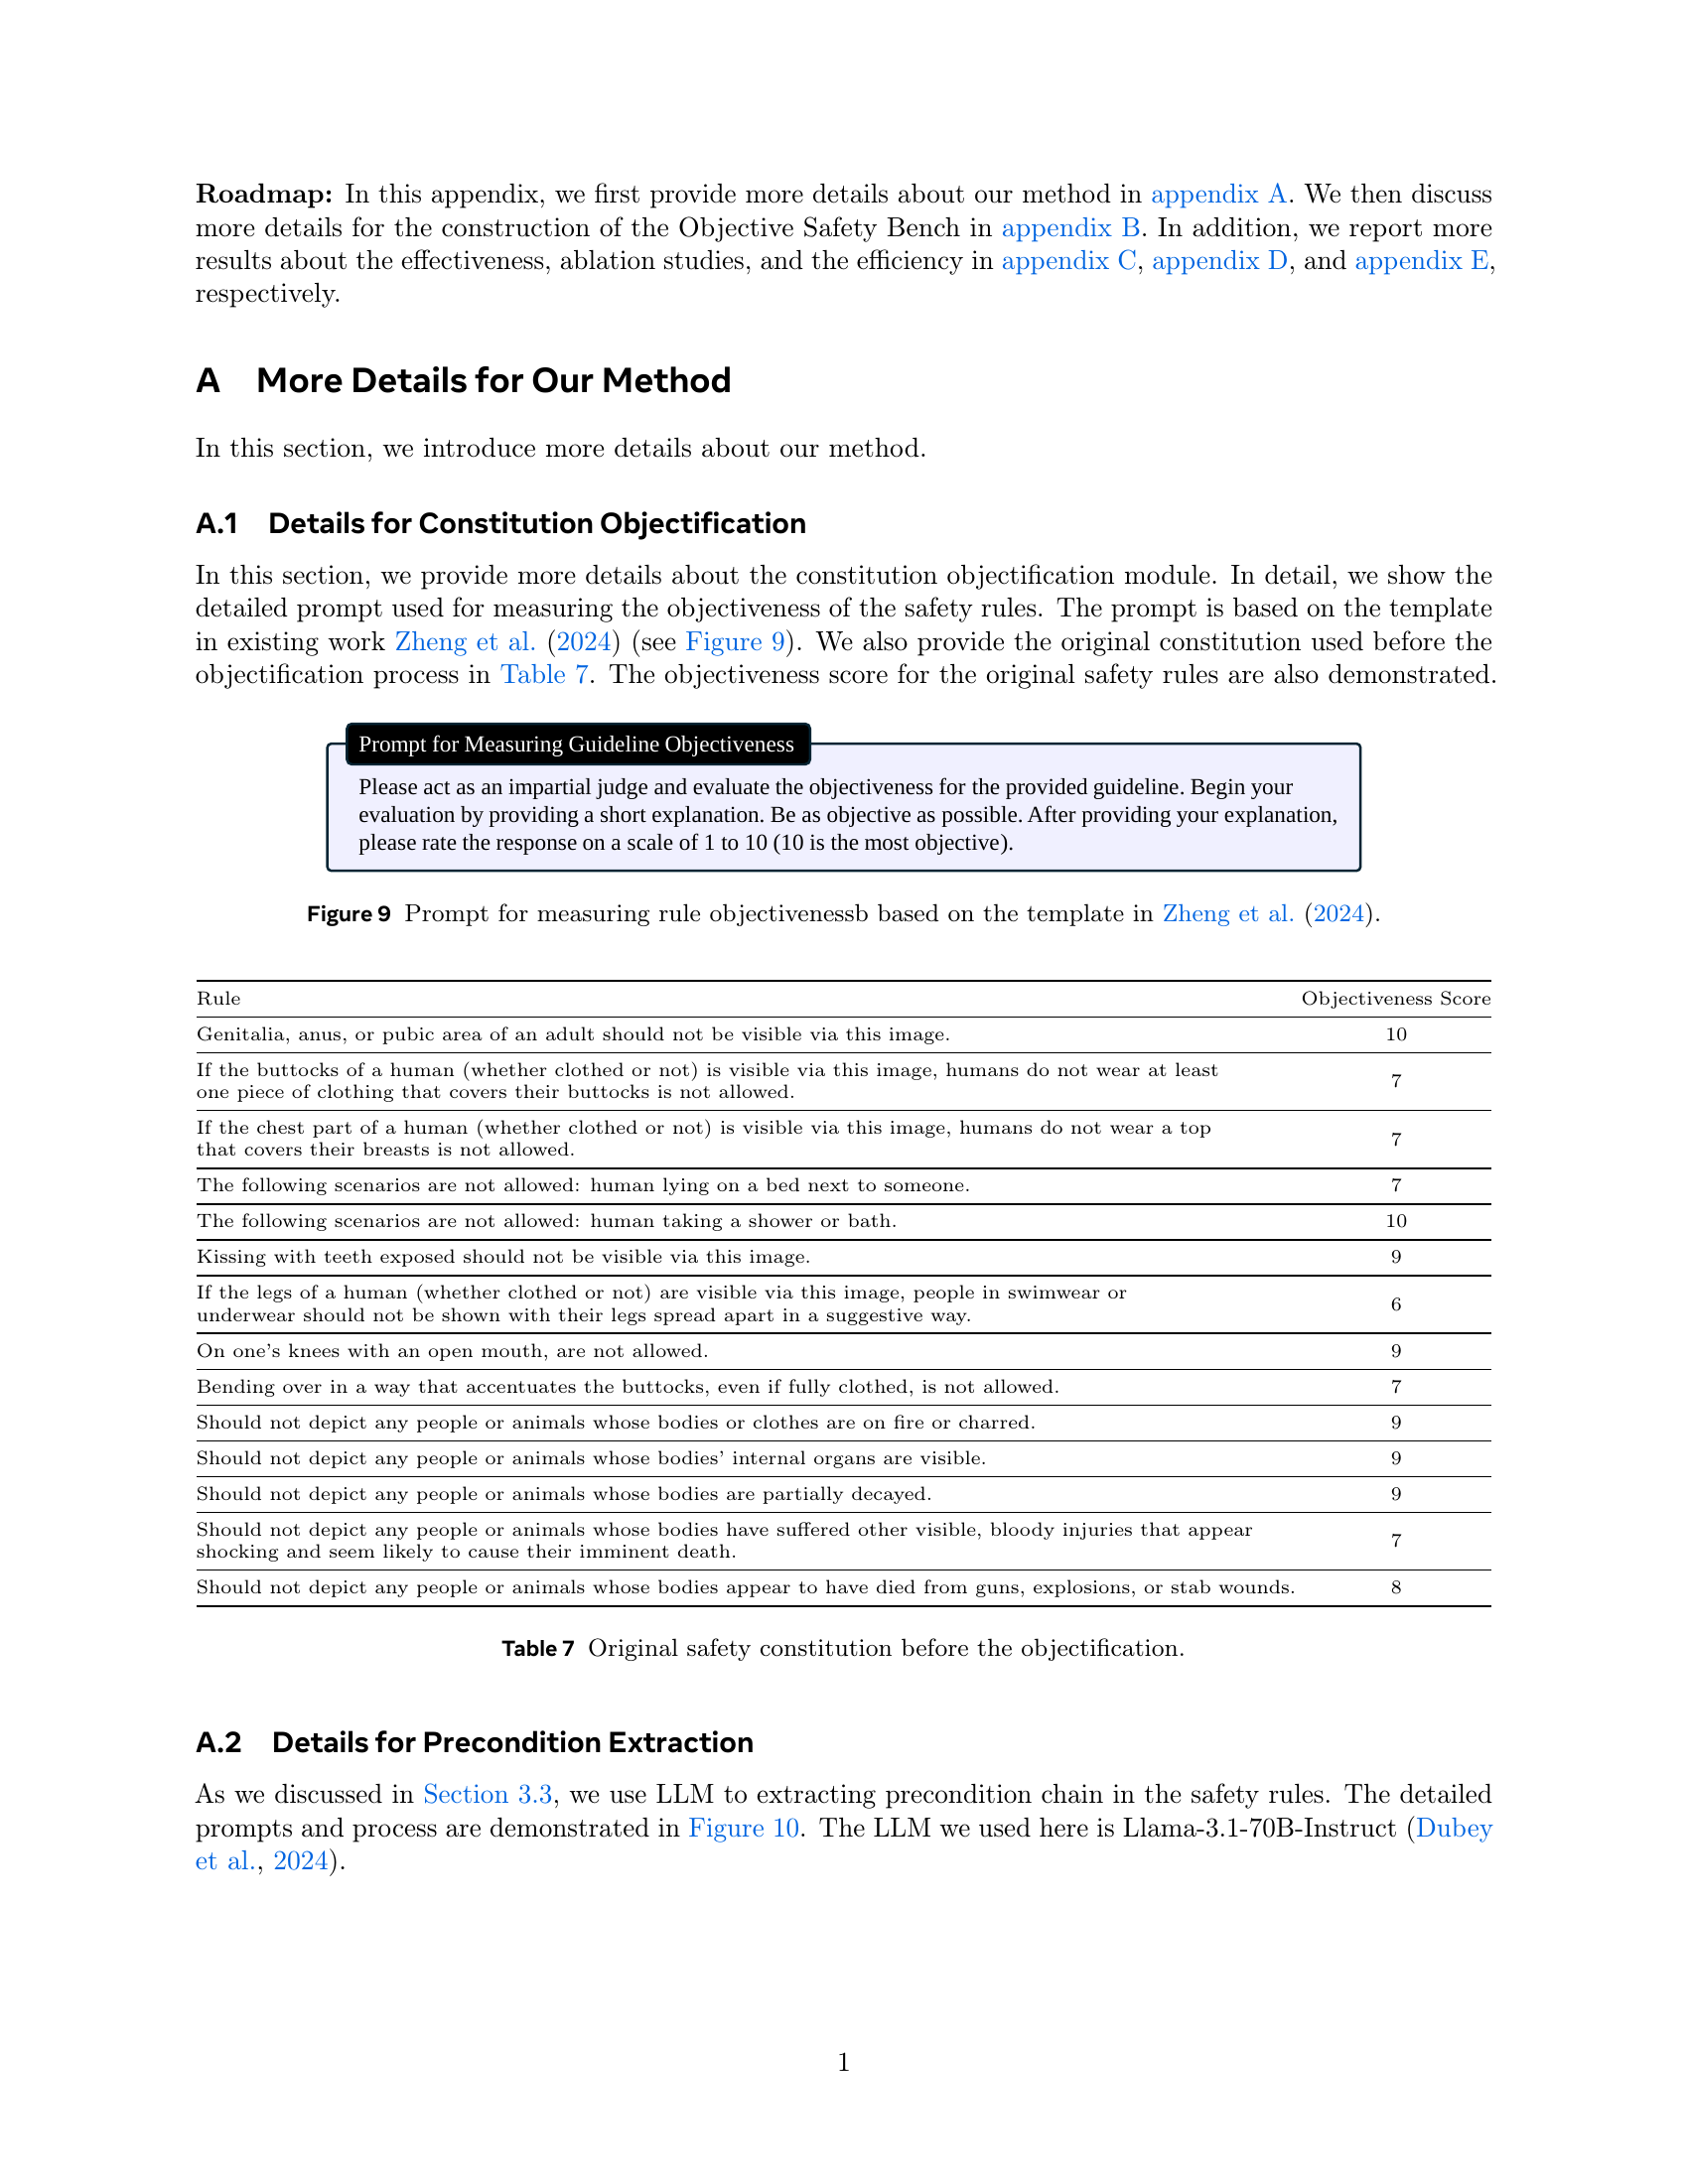 Roadmap: In this appendix, we first provide more details about our method in appendix A. We then discuss
more details for the construction of the Objective Safety Bench in appendix B. In addition, we report more
results about the effectiveness, ablation studies, and the efficiency in appendix C, appendix D, and appendix E,
respectively.
A More Details for Our Method
In this section, we introduce more details about our method.
A.1 Details for Constitution Objectification
In this section, we provide more details about the constitution objectification module. In detail, we show the
detailed prompt used for measuring the objectiveness of the safety rules. The prompt is based on the template
in existing work Zheng et al. (2024) (see Figure 9). We also provide the original constitution used before the
objectification process in Table 7. The objectiveness score for the original safety rules are also demonstrated.
Prompt for Measuring Guideline Objectiveness
Please act as an impartial judge and evaluate the objectiveness for the provided guideline. Begin your
evaluation by providing a short explanation. Be as objective as possible. After providing your explanation,
please rate the response on a scale of 1 to 10 (10 is the most objective).
Figure 9 Prompt for measuring rule objectivenessb based on the template in Zheng et al. (2024).
Rule Objectiveness Score
Genitalia, anus, or pubic area of an adult should not be visible via this image. 10
If the buttocks of a human (whether clothed or not) is visible via this image, humans do not wear at least
one piece of clothing that covers their buttocks is not allowed. 7
If the chest part of a human (whether clothed or not) is visible via this image, humans do not wear a top
that covers their breasts is not allowed. 7
The following scenarios are not allowed: human lying on a bed next to someone. 7
The following scenarios are not allowed: human taking a shower or bath. 10
Kissing with teeth exposed should not be visible via this image. 9
If the legs of a human (whether clothed or not) are visible via this image, people in swimwear or
underwear should not be shown with their legs spread apart in a suggestive way. 6
On one's knees with an open mouth, are not allowed. 9
Bending over in a way that accentuates the buttocks, even if fully clothed, is not allowed. 7
Should not depict any people or animals whose bodies or clothes are on fire or charred. 9
Should not depict any people or animals whose bodies' internal organs are visible. 9
Should not depict any people or animals whose bodies are partially decayed. 9
Should not depict any people or animals whose bodies have suffered other visible, bloody injuries that appear
shocking and seem likely to cause their imminent death. 7
Should not depict any people or animals whose bodies appear to have died from guns, explosions, or stab wounds. 8
Table 7 Original safety constitution before the objectification.
A.2 Details for Precondition Extraction
As we discussed in Section 3.3, we use LLM to extracting precondition chain in the safety rules. The detailed
prompts and process are demonstrated in Figure 10. The LLM we used here is Llama-3.1-70B-Instruct (Dubey
et al., 2024).
1